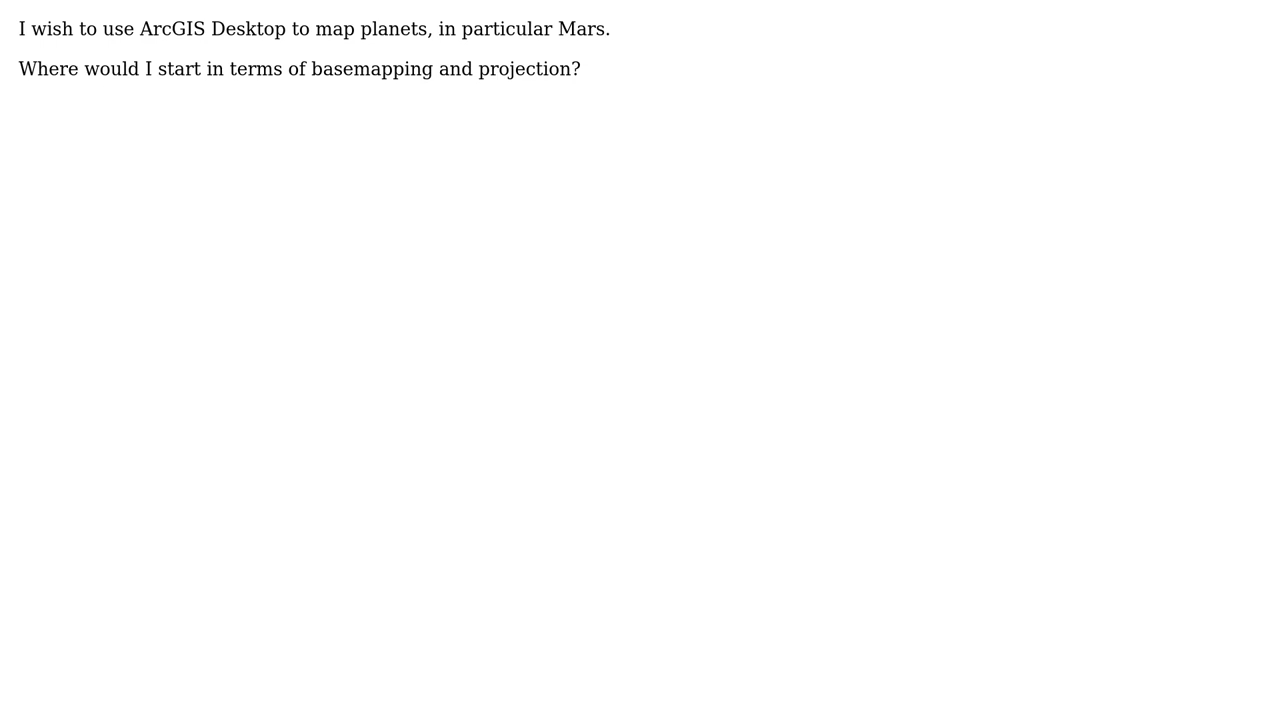 I wish to use ArcGIS Desktop to map planets, in particular Mars.
Where would I start in terms of basemapping and projection?